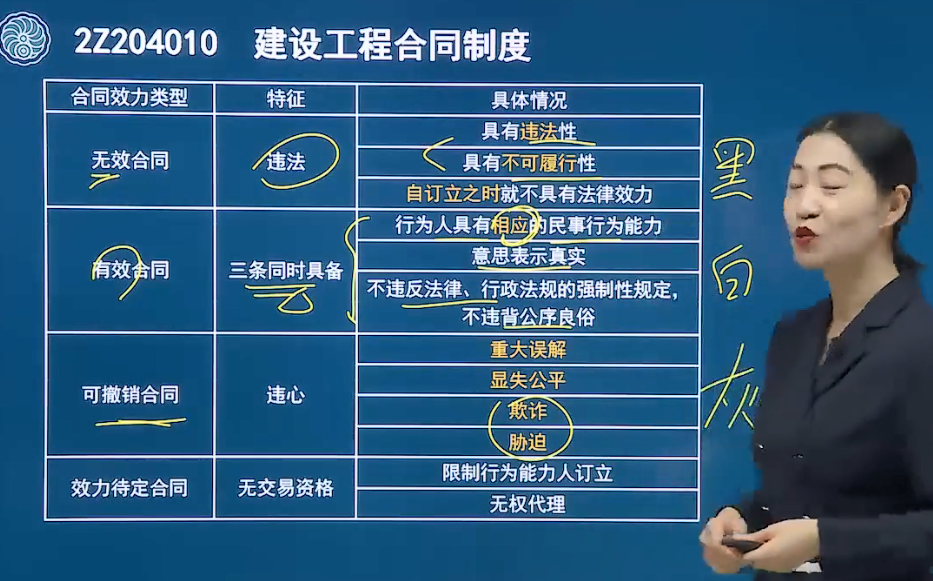 2Z204010 建设工程合同制度
合同效力类型 特征 具体情况
无效合同 违法 具有违法性
具有不可履行性
自订立之时就不具有法律效力
黑
有效合同 三条同时具备 行为人具有相应的民事行为能力
意思表示真实
不违反法律、行政法规的强制性规定，
不违背公序良俗
白
可撤销合同 违心 重大误解
显失公平
欺诈
胁迫
灰
效力待定合同 无交易资格 限制行为能力人订立
无权代理